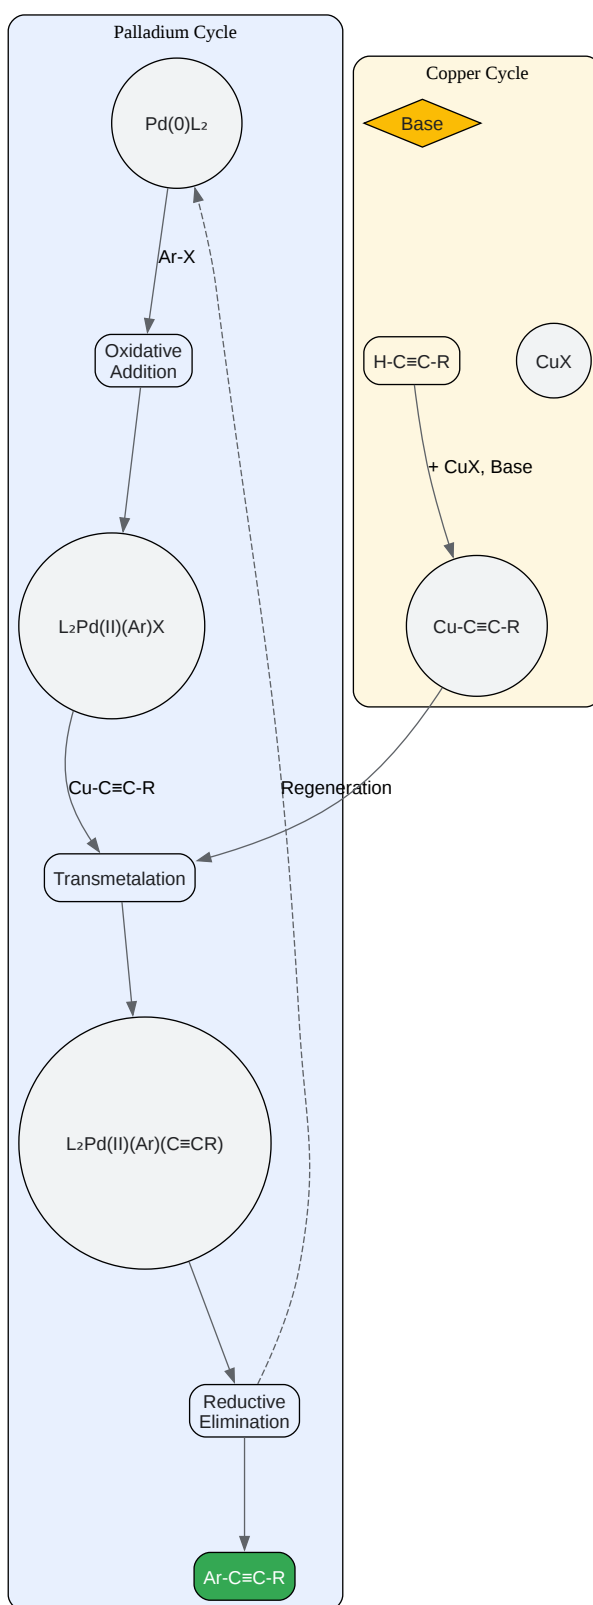 Palladium Cycle
Copper Cycle
Pd(0)L₂
Base
Ar-X
Oxidative
Addition
H-C≡C-R
CuX
+ CuX, Base
L₂Pd(II)(Ar)X
Cu-C≡C-R
Cu-C≡C-R
Regeneration
Transmetalation
L₂Pd(II)(Ar)(C≡CR)
Reductive
Elimination
Ar-C≡C-R